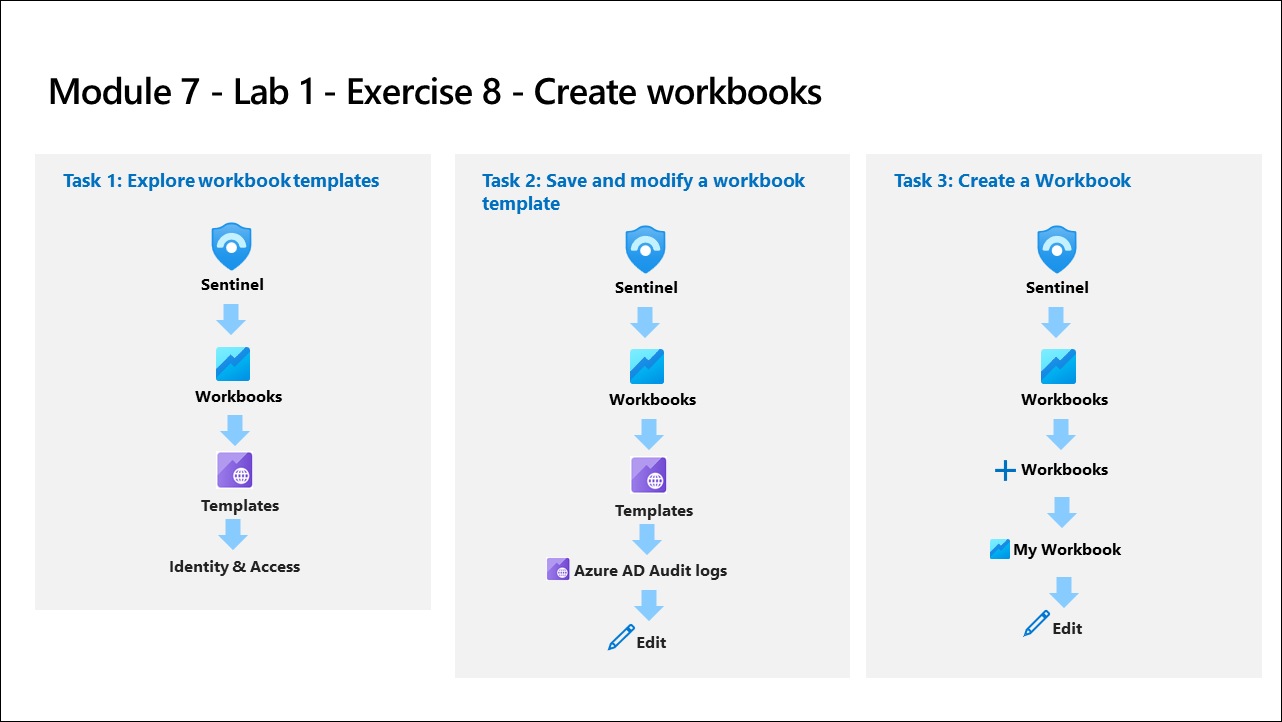 Module 7 - Lab 1 - Exercise 8 - Create workbooks
Task 1: Explore workbook templates
Sentinel
Workbooks
Templates
Identity & Access
Task 2: Save and modify a workbook
template
Sentinel
Workbooks
Templates
Azure AD Audit logs
Edit
Task 3: Create a Workbook
Sentinel
Workbooks
Workbooks
My Workbook
Edit